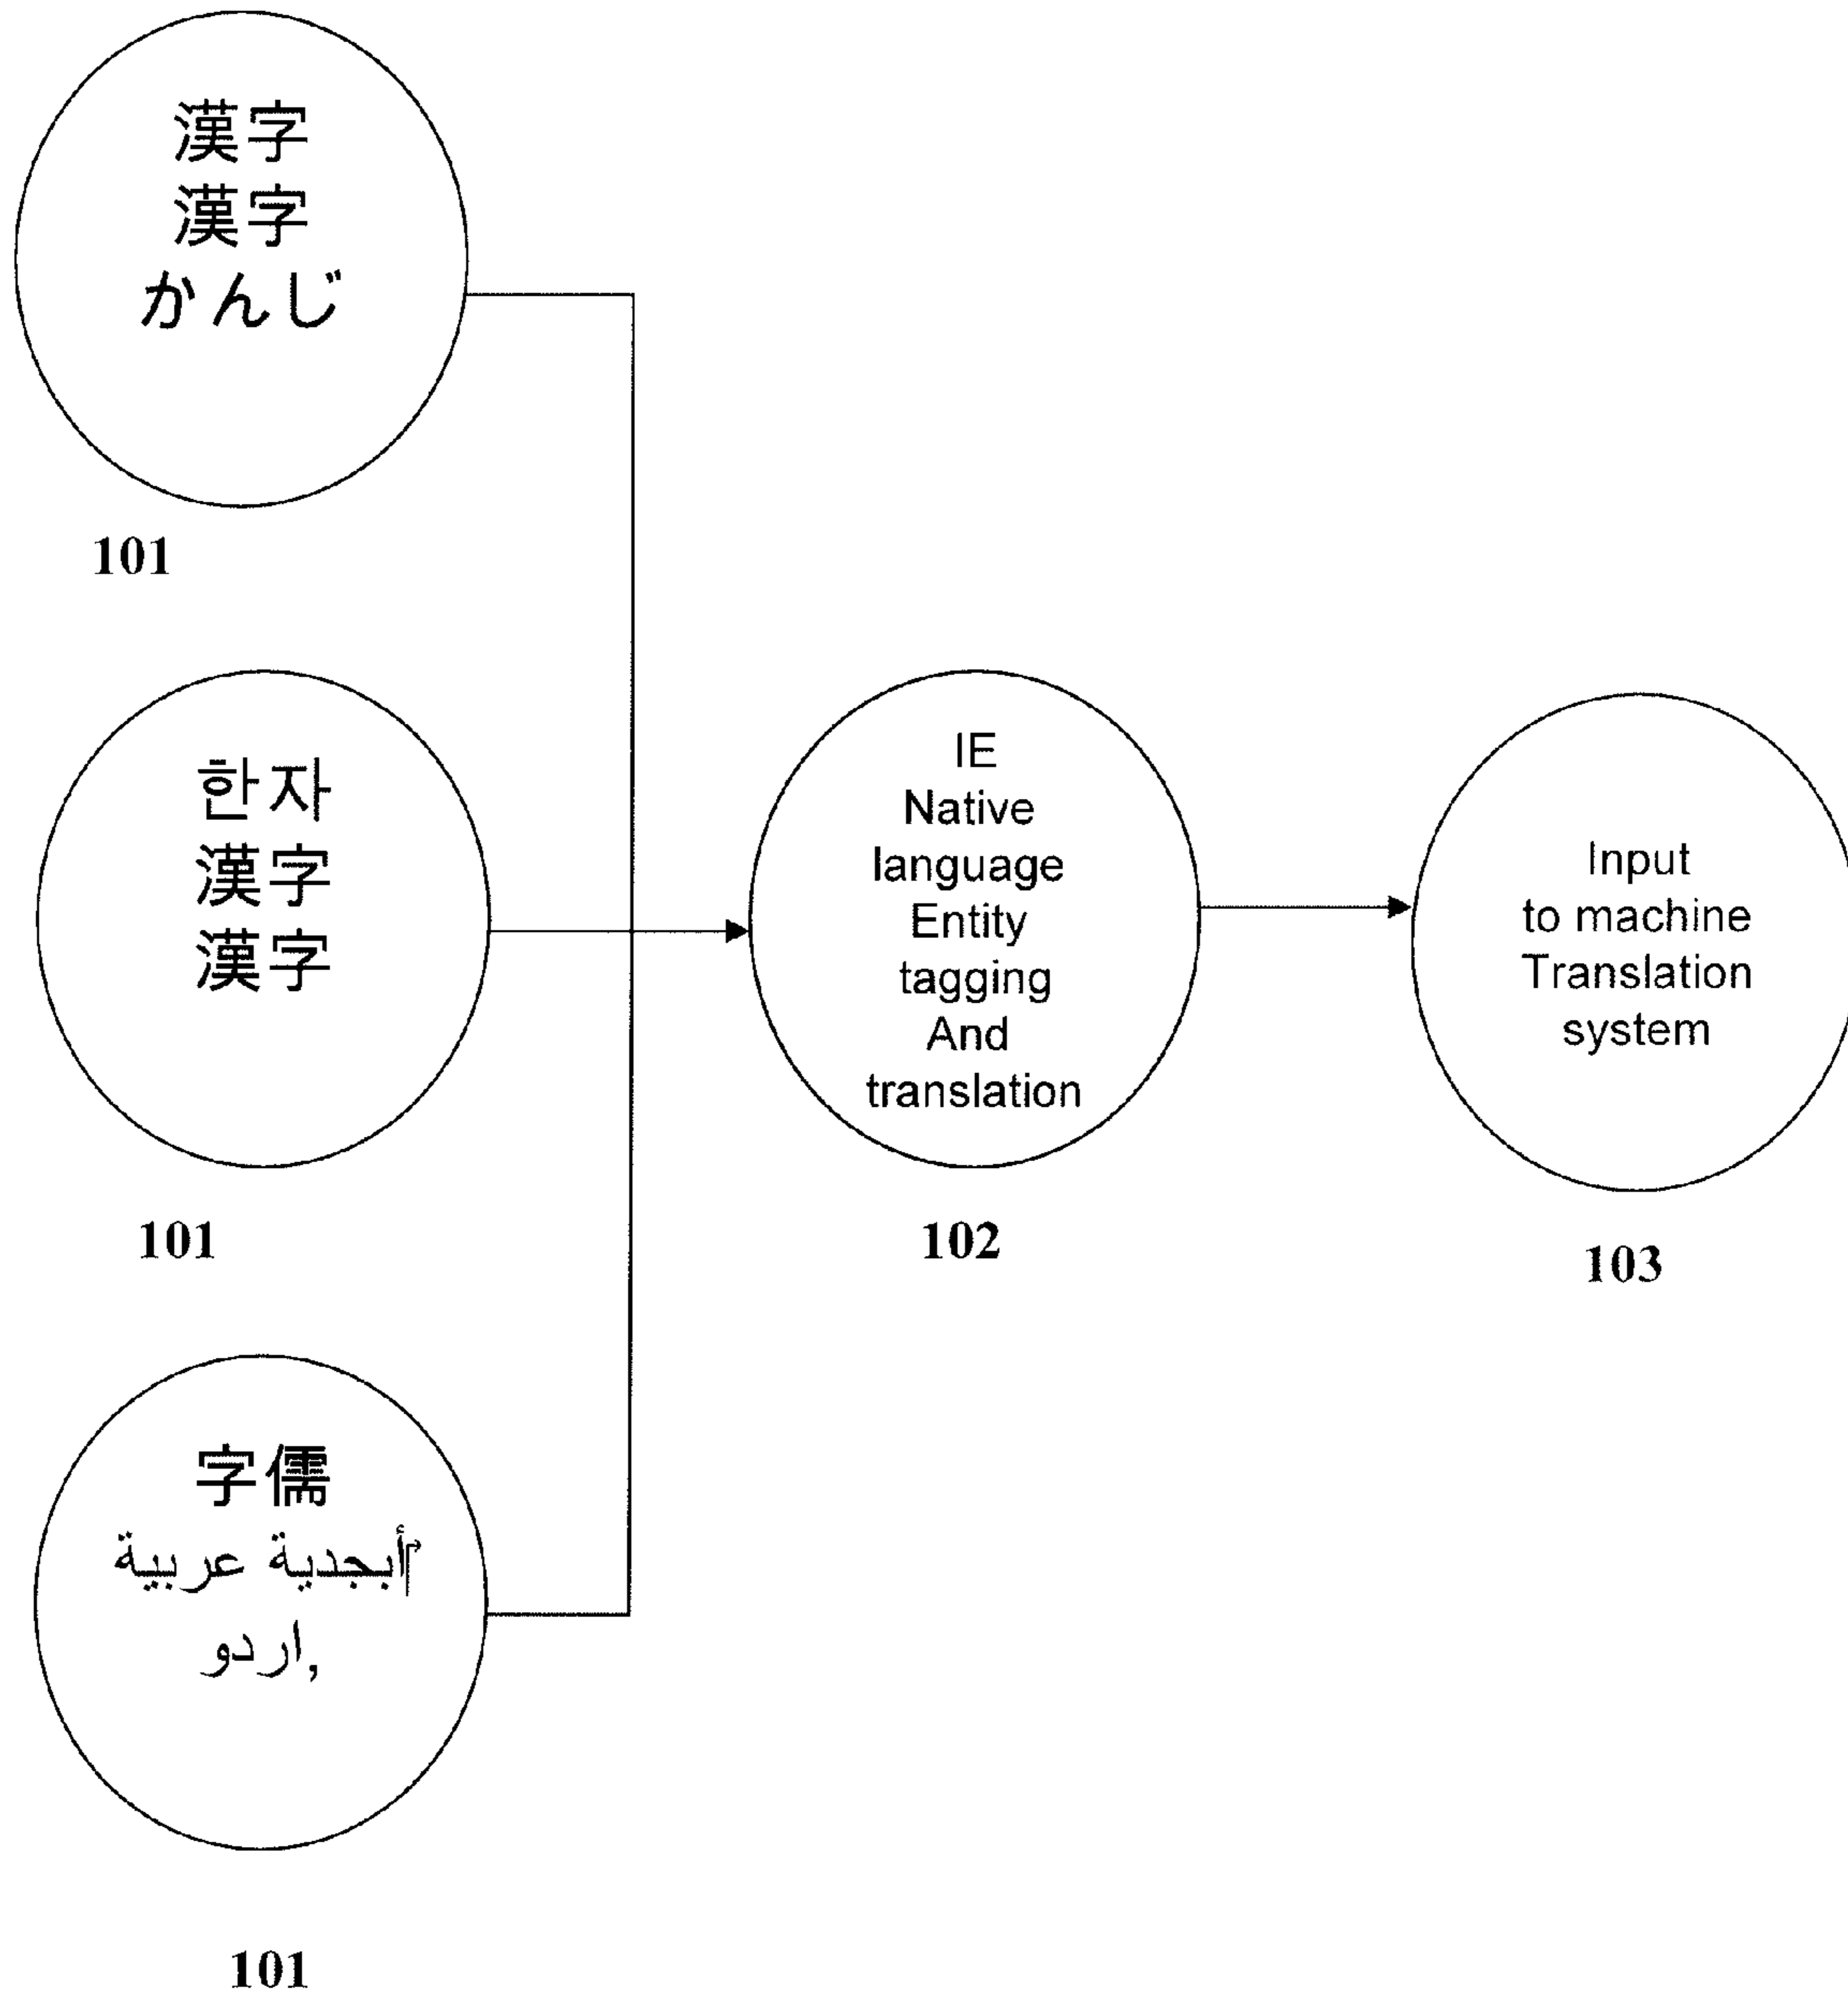 漢字
漢字
かんじ
101
한자
漢字
漢字
101
字儒
أبجدية عربية
اردو,
101
IE
Native
language
Entity
tagging
And
translation
102
Input
to machine
Translation
system
103